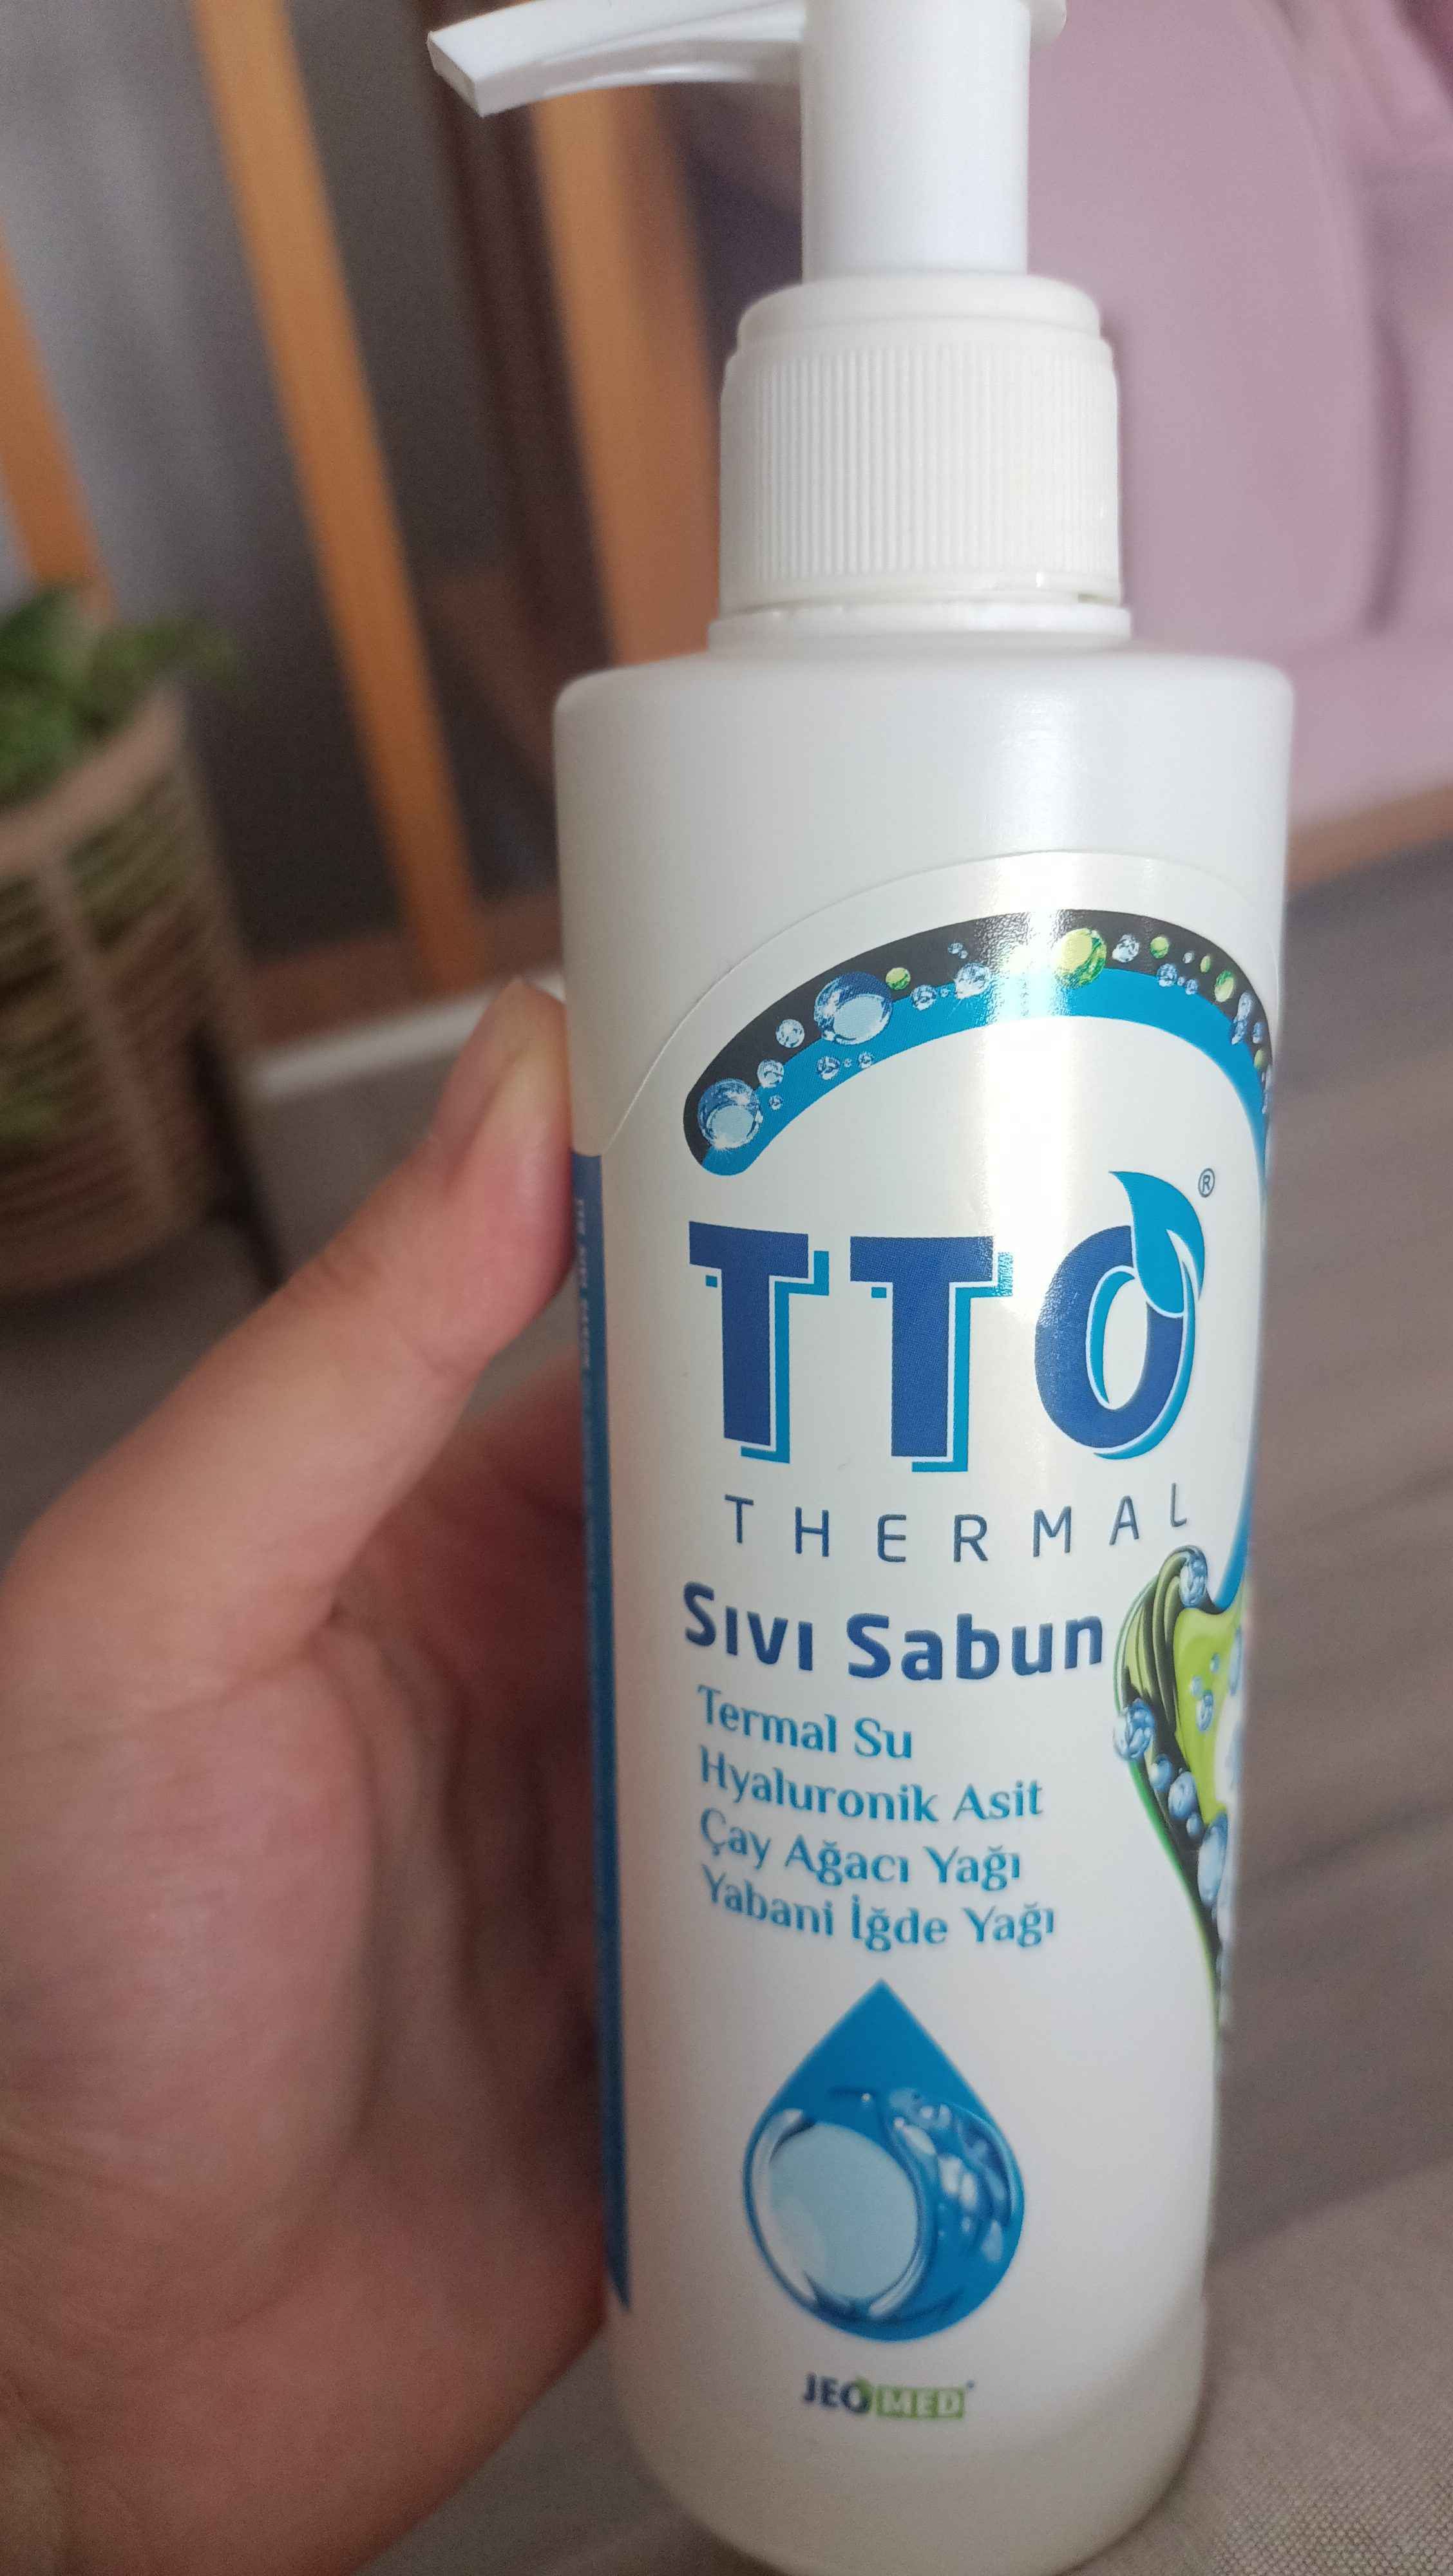 TTO®
THERMAL
Sıvı Sabun
Termal Su
Hyaluronik Asit
Çay Ağacı Yağı
Yabani İğde Yağı
JEOMED